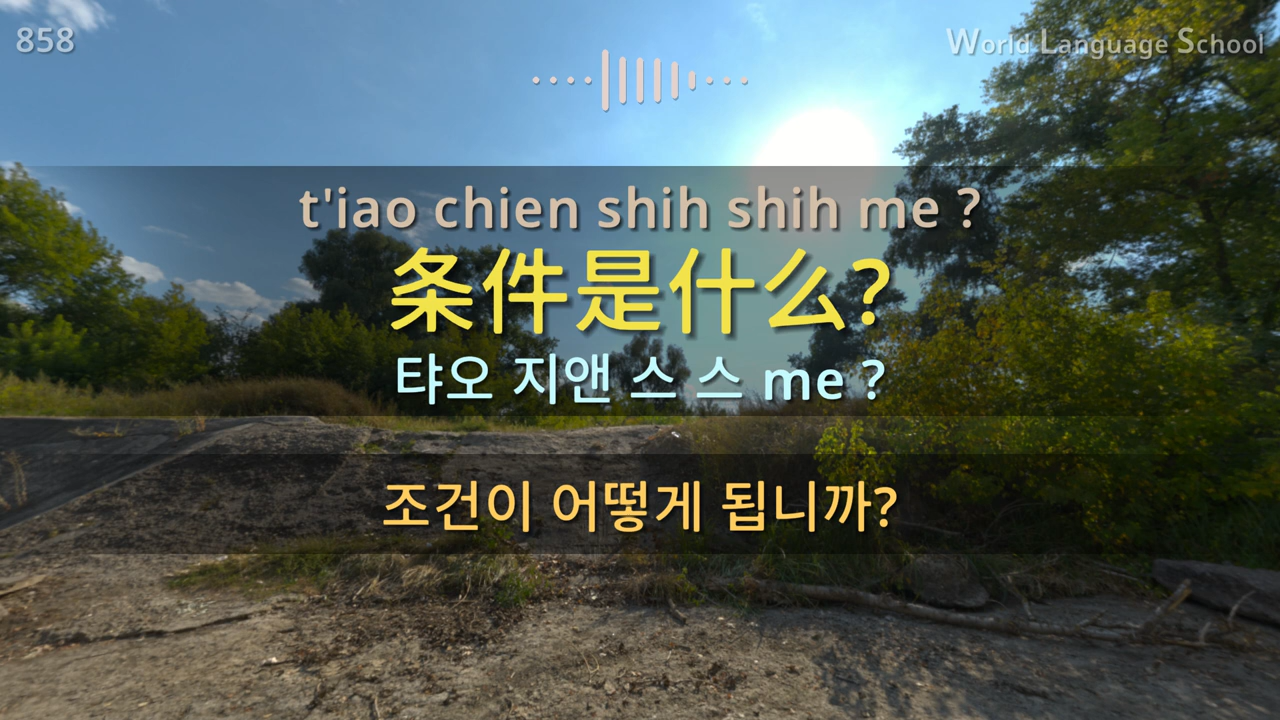 858
World Language School
t'iao chien shih shih me ?
条件是什么?
탸오 지앤 스 스 me ?
조건이 어떻게 됩니까?